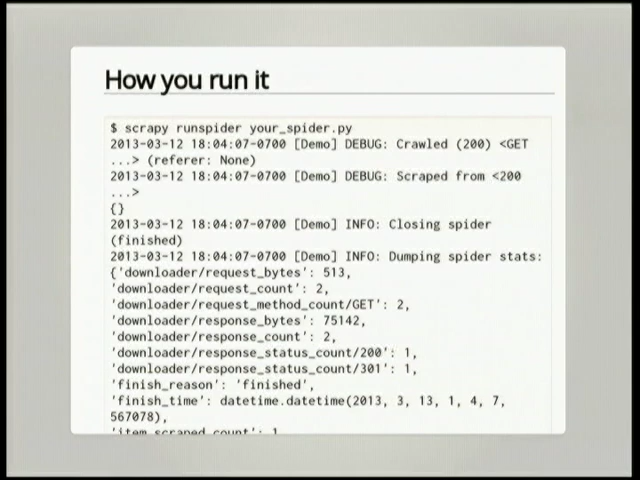 How you run it
$ scrapy runspider your_spider.py
2013-03-12 18:04:07-0700 [Demo] DEBUG: Crawled (200) <GET
...> (referer: None)
2013-03-12 18:04:07-0700 [Demo] DEBUG: Scraped from <200
...>
{}
2013-03-12 18:04:07-0700 [Demo] INFO: Closing spider
(finished)
2013-03-12 18:04:07-0700 [Demo] INFO: Dumping spider stats:
{'downloader/request_bytes': 513,
'downloader/request_count': 2,
'downloader/request_method_count/GET': 2,
'downloader/response_bytes': 75142,
'downloader/response_count': 2,
'downloader/response_status_count/200': 1,
'downloader/response_status_count/301': 1,
'finish_reason': 'finished',
'finish_time': datetime.datetime(2013, 3, 13, 1, 4, 7,
567078),
'item_scraped_count': 1